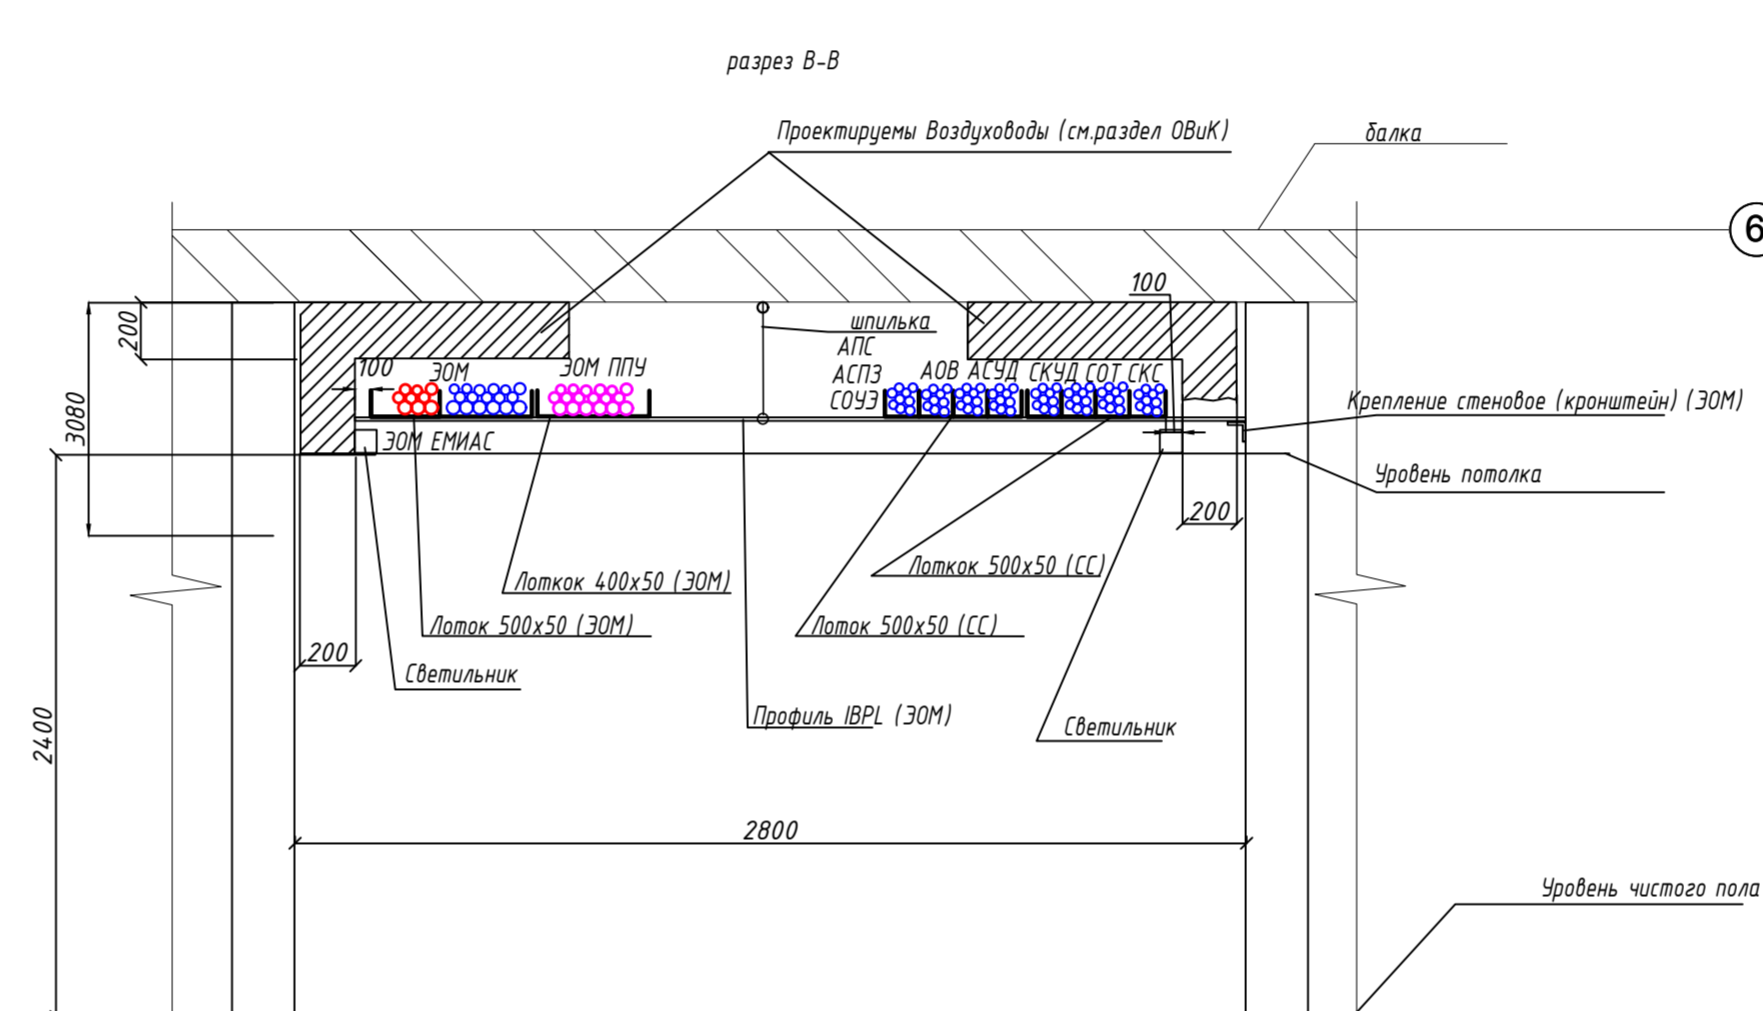 разрез В-В
Проектируемы Воздуховоды (см.раздел ОВиК)
балка
6
100
200
шпилька
АПС
100
ЭОМ
ЭОМ ППУ
АСПЗ
АОВ АСУД СКУД СОТ СКС
СОУЭ
3080
Крепление стеновое (кронштейн) (ЭОМ)
ЭОМ ЕМИАС
Уровень потолка
200
Лоткок 400х50 (ЭОМ)
Лоткок 500х50 (СС)
Лоток 500х50 (ЭОМ)
Лоток 500х50 (СС)
200
Светильник
Профиль IBPL (ЭОМ)
Светильник
2400
2800
Уровень чистого пола